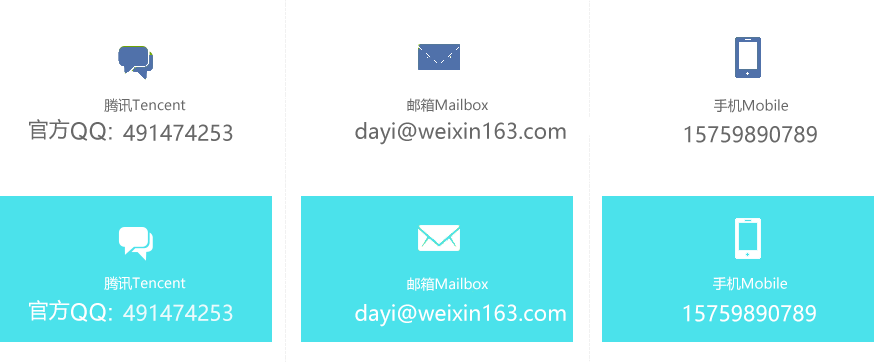 腾讯Tencent
官方QQ: 491474253
邮箱Mailbox
dayi@weixin163.com
手机Mobile
15759890789
腾讯Tencent
官方QQ: 491474253
邮箱Mailbox
dayi@weixin163.com
手机Mobile
15759890789